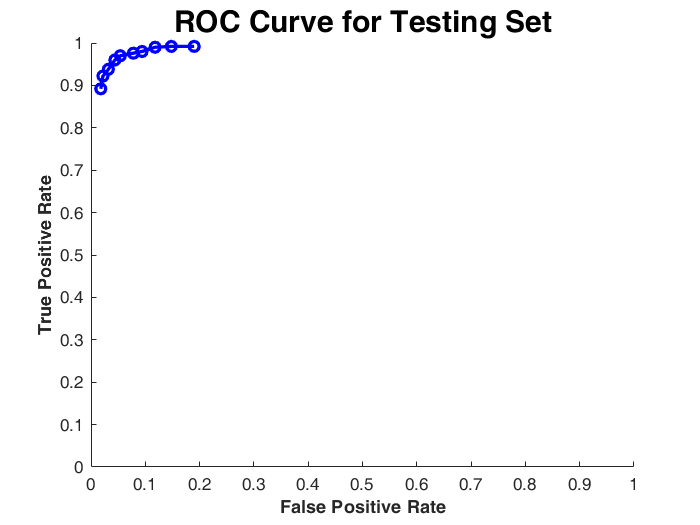 ROC Curve for Testing Set
1
0.9
0.8
0.7
0.6
0.5
0.4
0.3
0.2
0.1
0
True Positive Rate
0 0.1 0.2 0.3 0.4 0.5 0.6 0.7 0.8 0.9 1
False Positive Rate